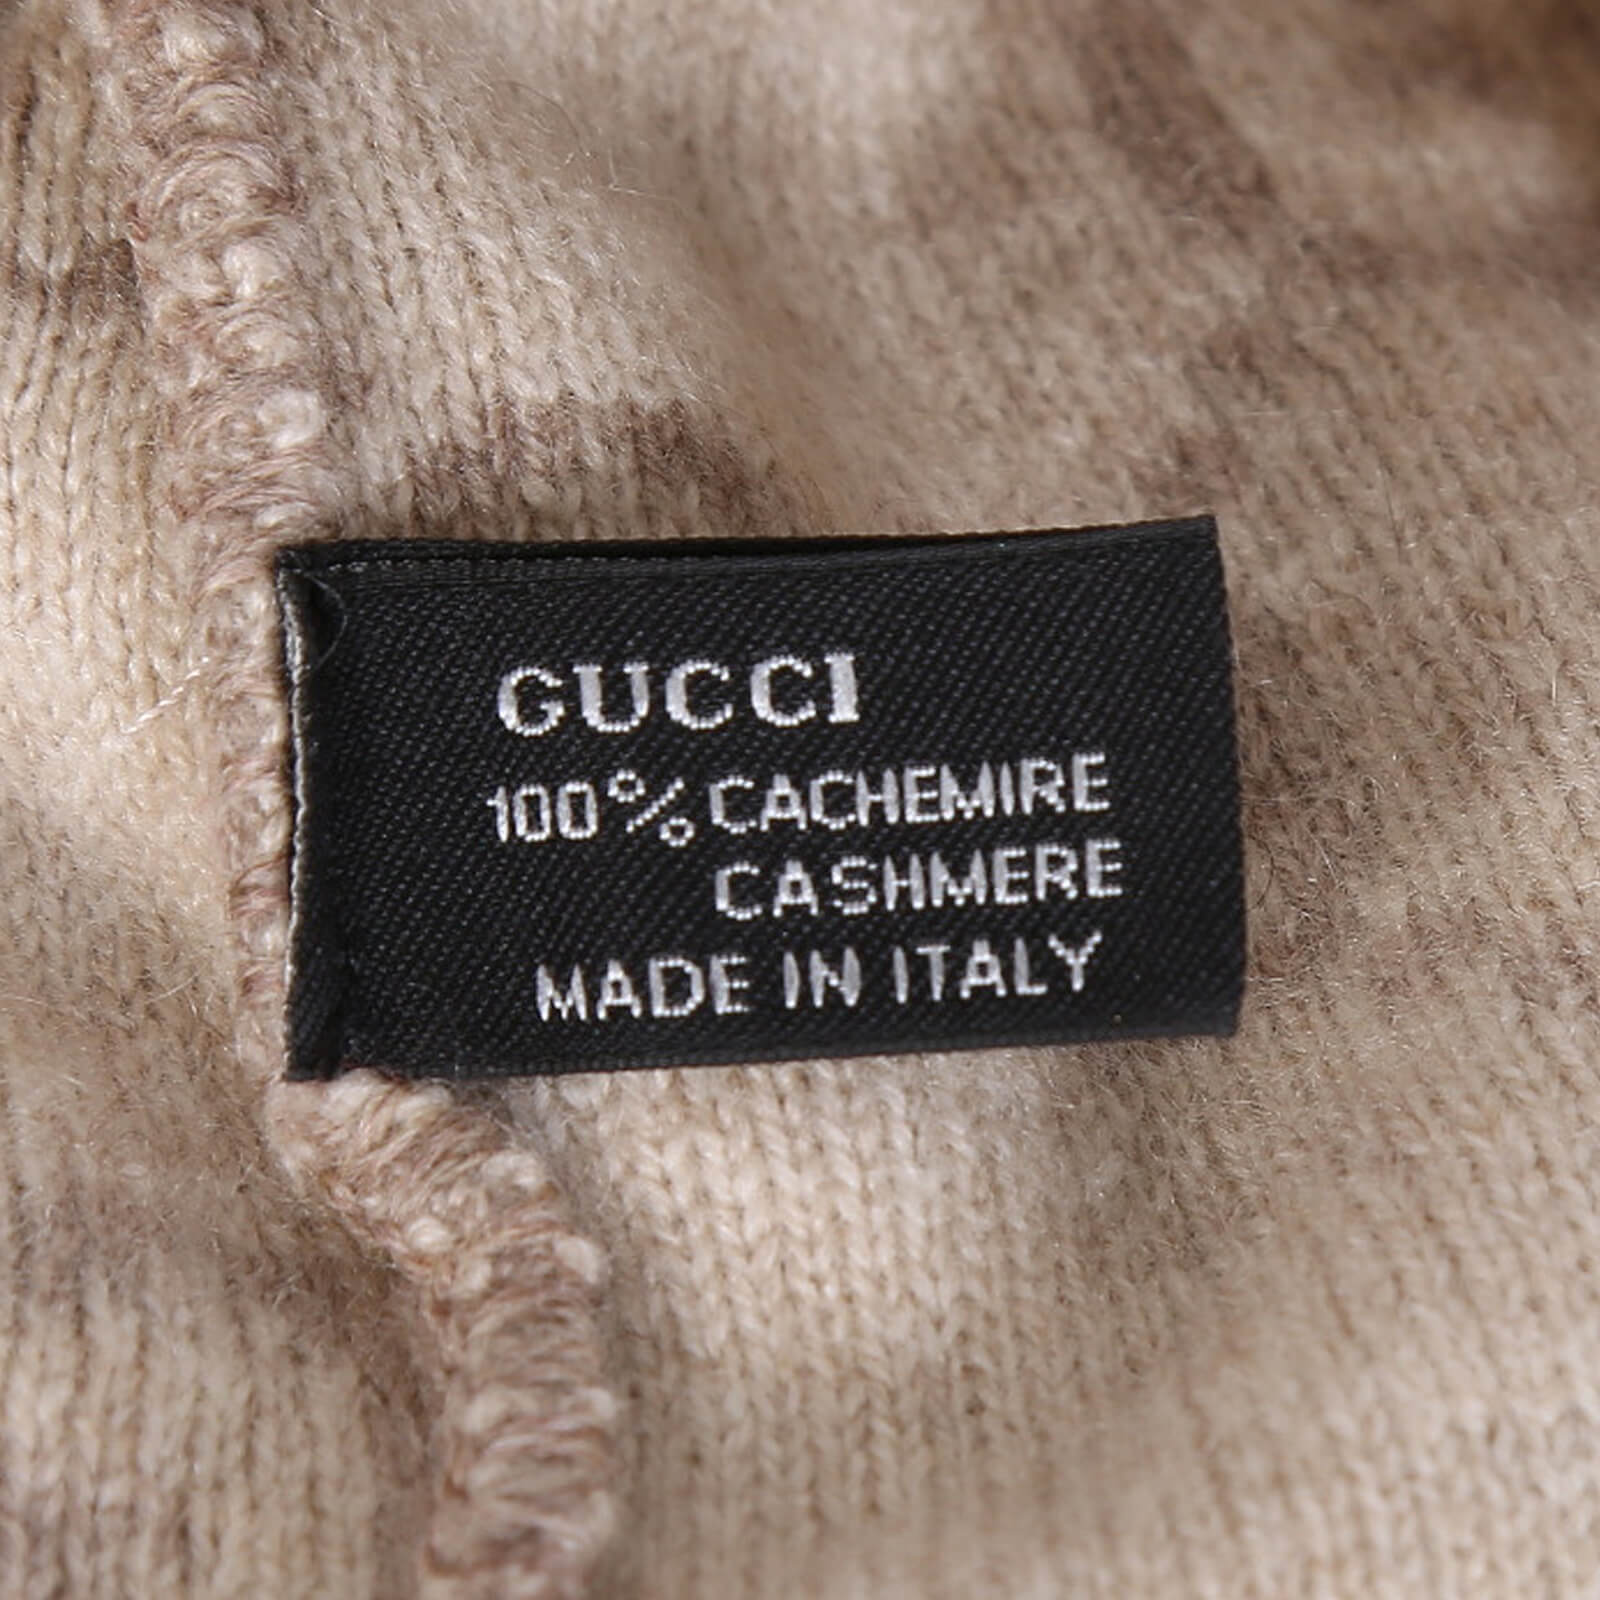 GUCCI
100% CACHEMIRE
CASHMERE
MADE IN ITALY